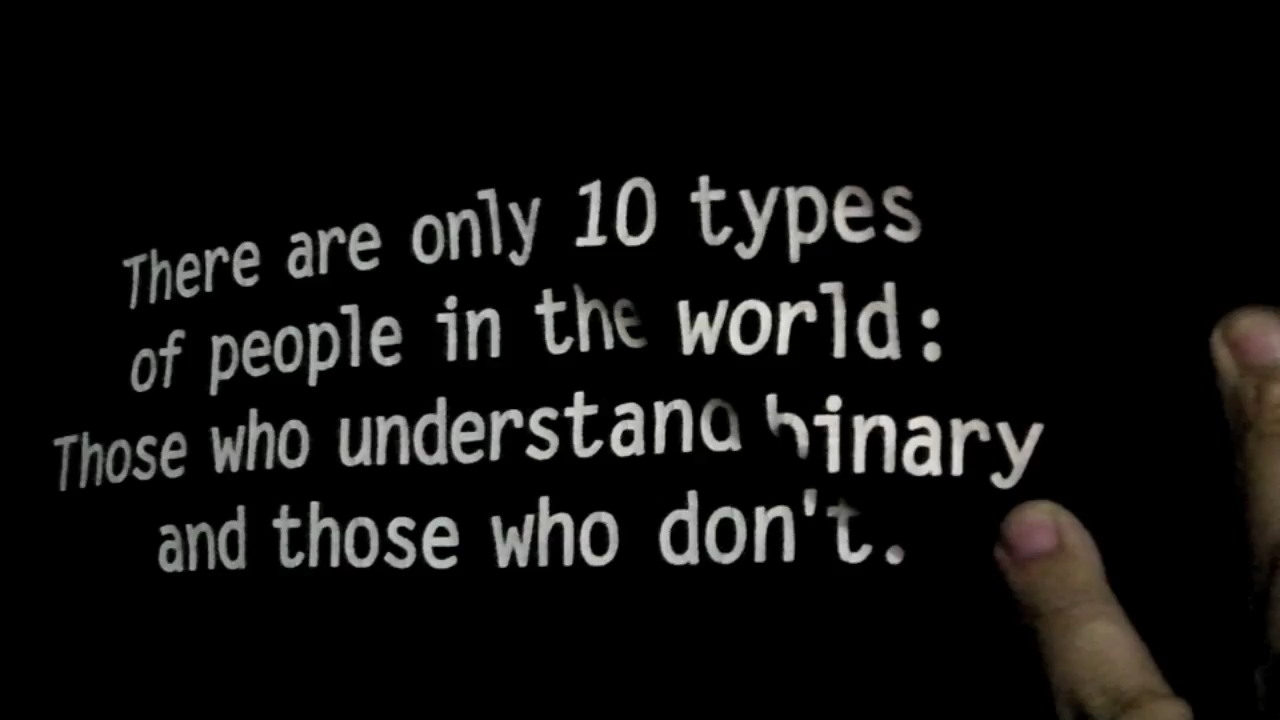 There are only 10 types
of people in the world:
Those who understand binary
and those who don't.